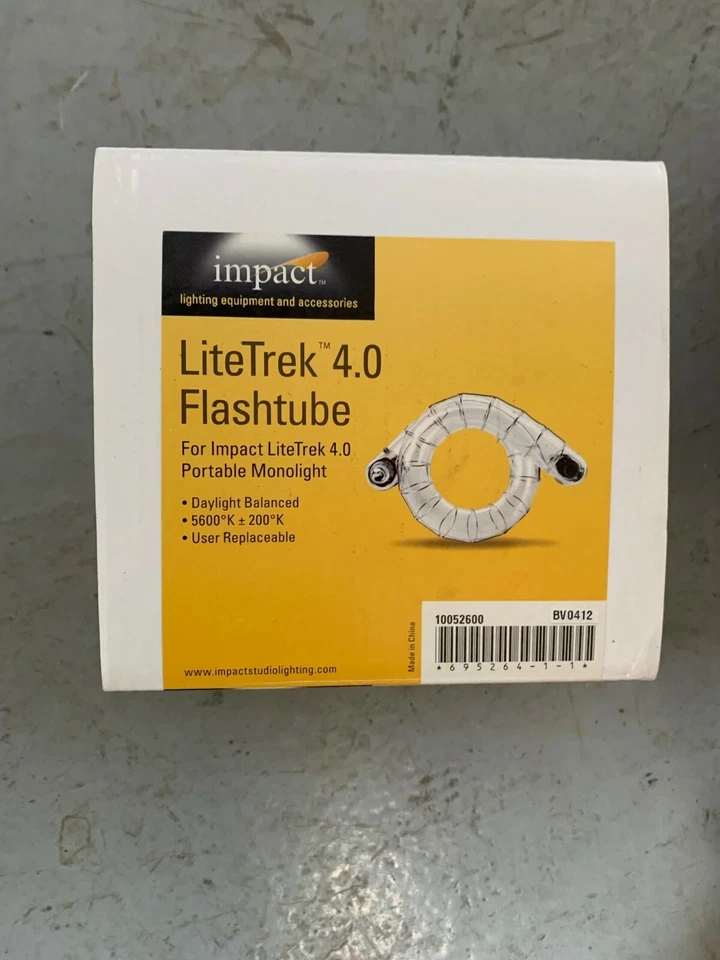 impact™
lighting equipment and accessories
LiteTrek™ 4.0
Flashtube
For Impact LiteTrek 4.0
Portable Monolight
• Daylight Balanced
• 5600°K ± 200°K
• User Replaceable
www.impactstudiolighting.com
Made in China
10052600 BV0412
*695264-1-1*